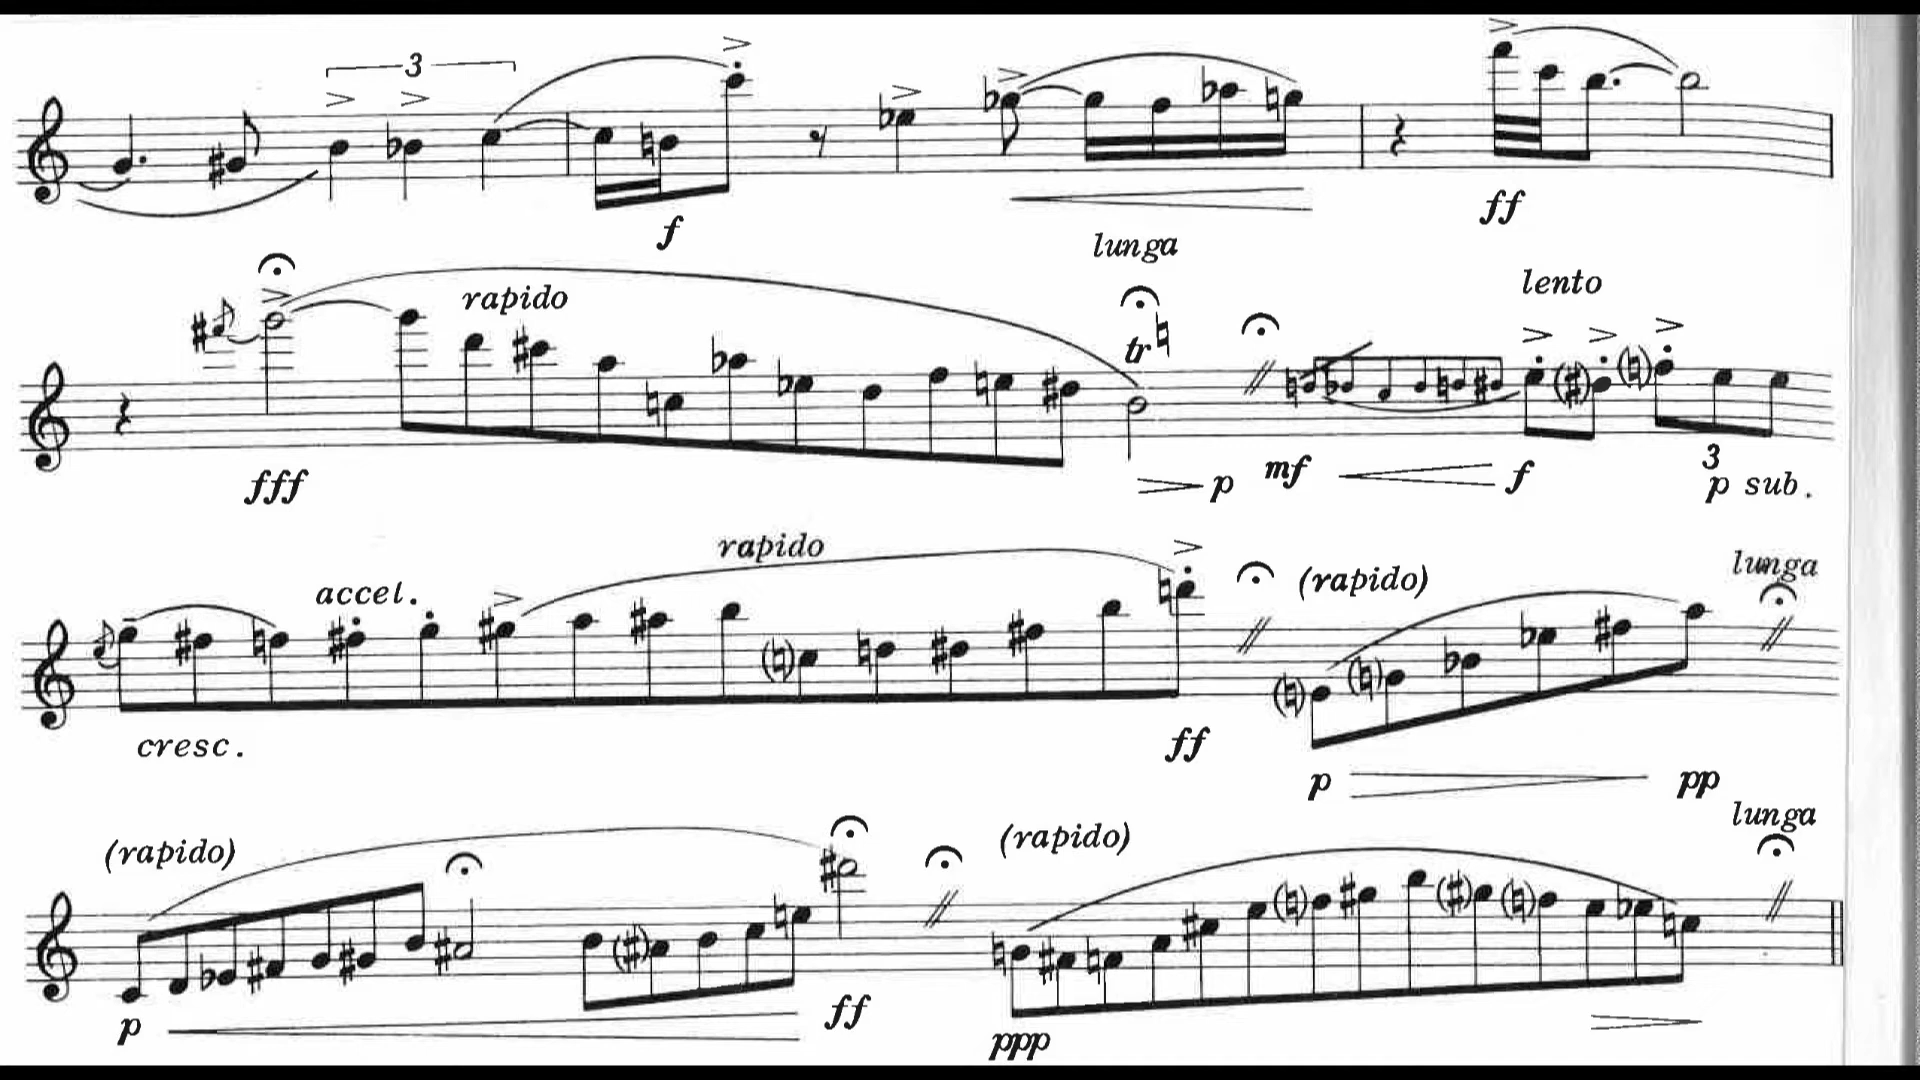 3
f
ff
lunga
rapido
lento
tr
fff
p
mf
f
3
p sub.
rapido
accel.
(rapido)
lunga
cresc.
ff
p
pp
(rapido)
(rapido)
lunga
p
ff
ppp